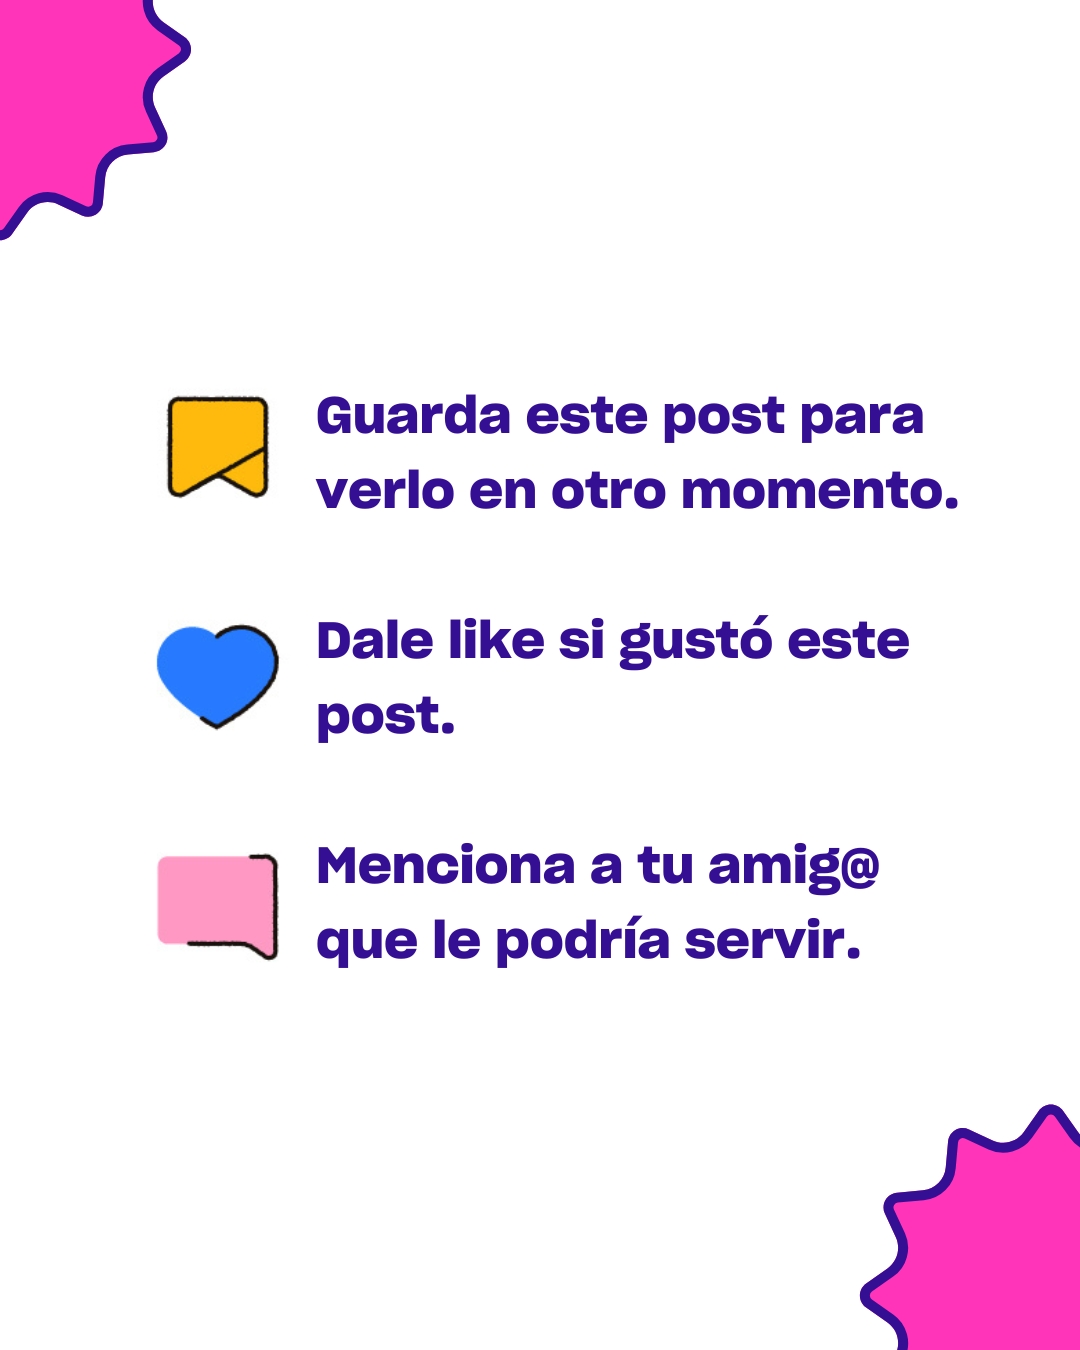 Guarda este post para
verlo en otro momento.
Dale like si gustó este
post.
Menciona a tu amig@
que le podría servir.